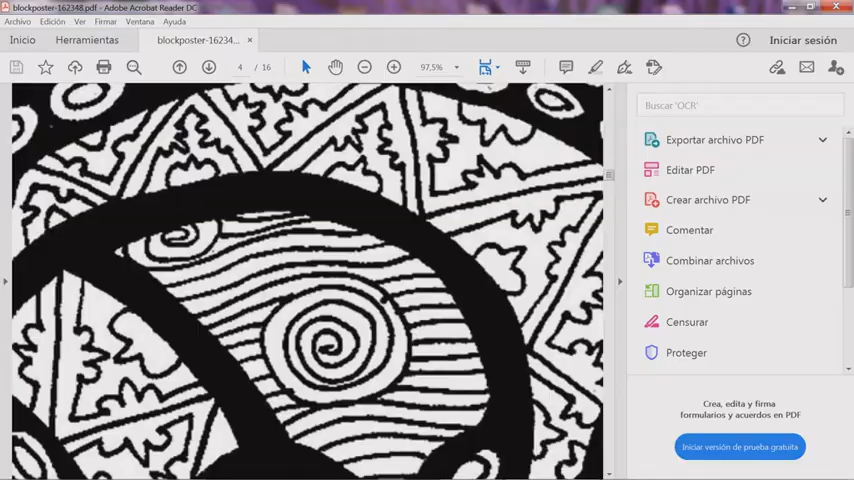 blockposter-162348.pdf - Adobe Acrobat Reader DC
Archivo Edición Ver Firmar Ventana Ayuda
Inicio Herramientas blockposter-16234... × Iniciar sesión
4 / 16 97,5%
Buscar 'OCR'
Exportar archivo PDF
Editar PDF
Crear archivo PDF
Comentar
Combinar archivos
Organizar páginas
Censurar
Proteger
Crea, edita y firma
formularios y acuerdos en PDF
Iniciar versión de prueba gratuita